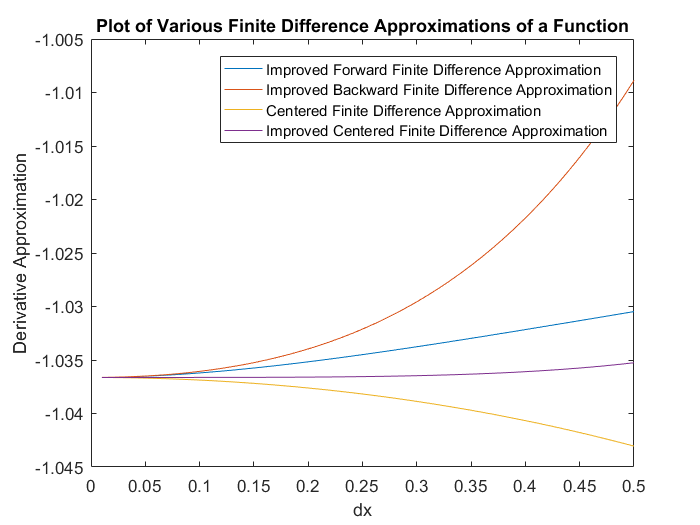 Plot of Various Finite Difference Approximations of a Function
-1.005
-1.01
-1.015
-1.02
-1.025
-1.03
-1.035
-1.04
-1.045
Derivative Approximation
Improved Forward Finite Difference Approximation
Improved Backward Finite Difference Approximation
Centered Finite Difference Approximation
Improved Centered Finite Difference Approximation
0 0.05 0.1 0.15 0.2 0.25 0.3 0.35 0.4 0.45 0.5
dx